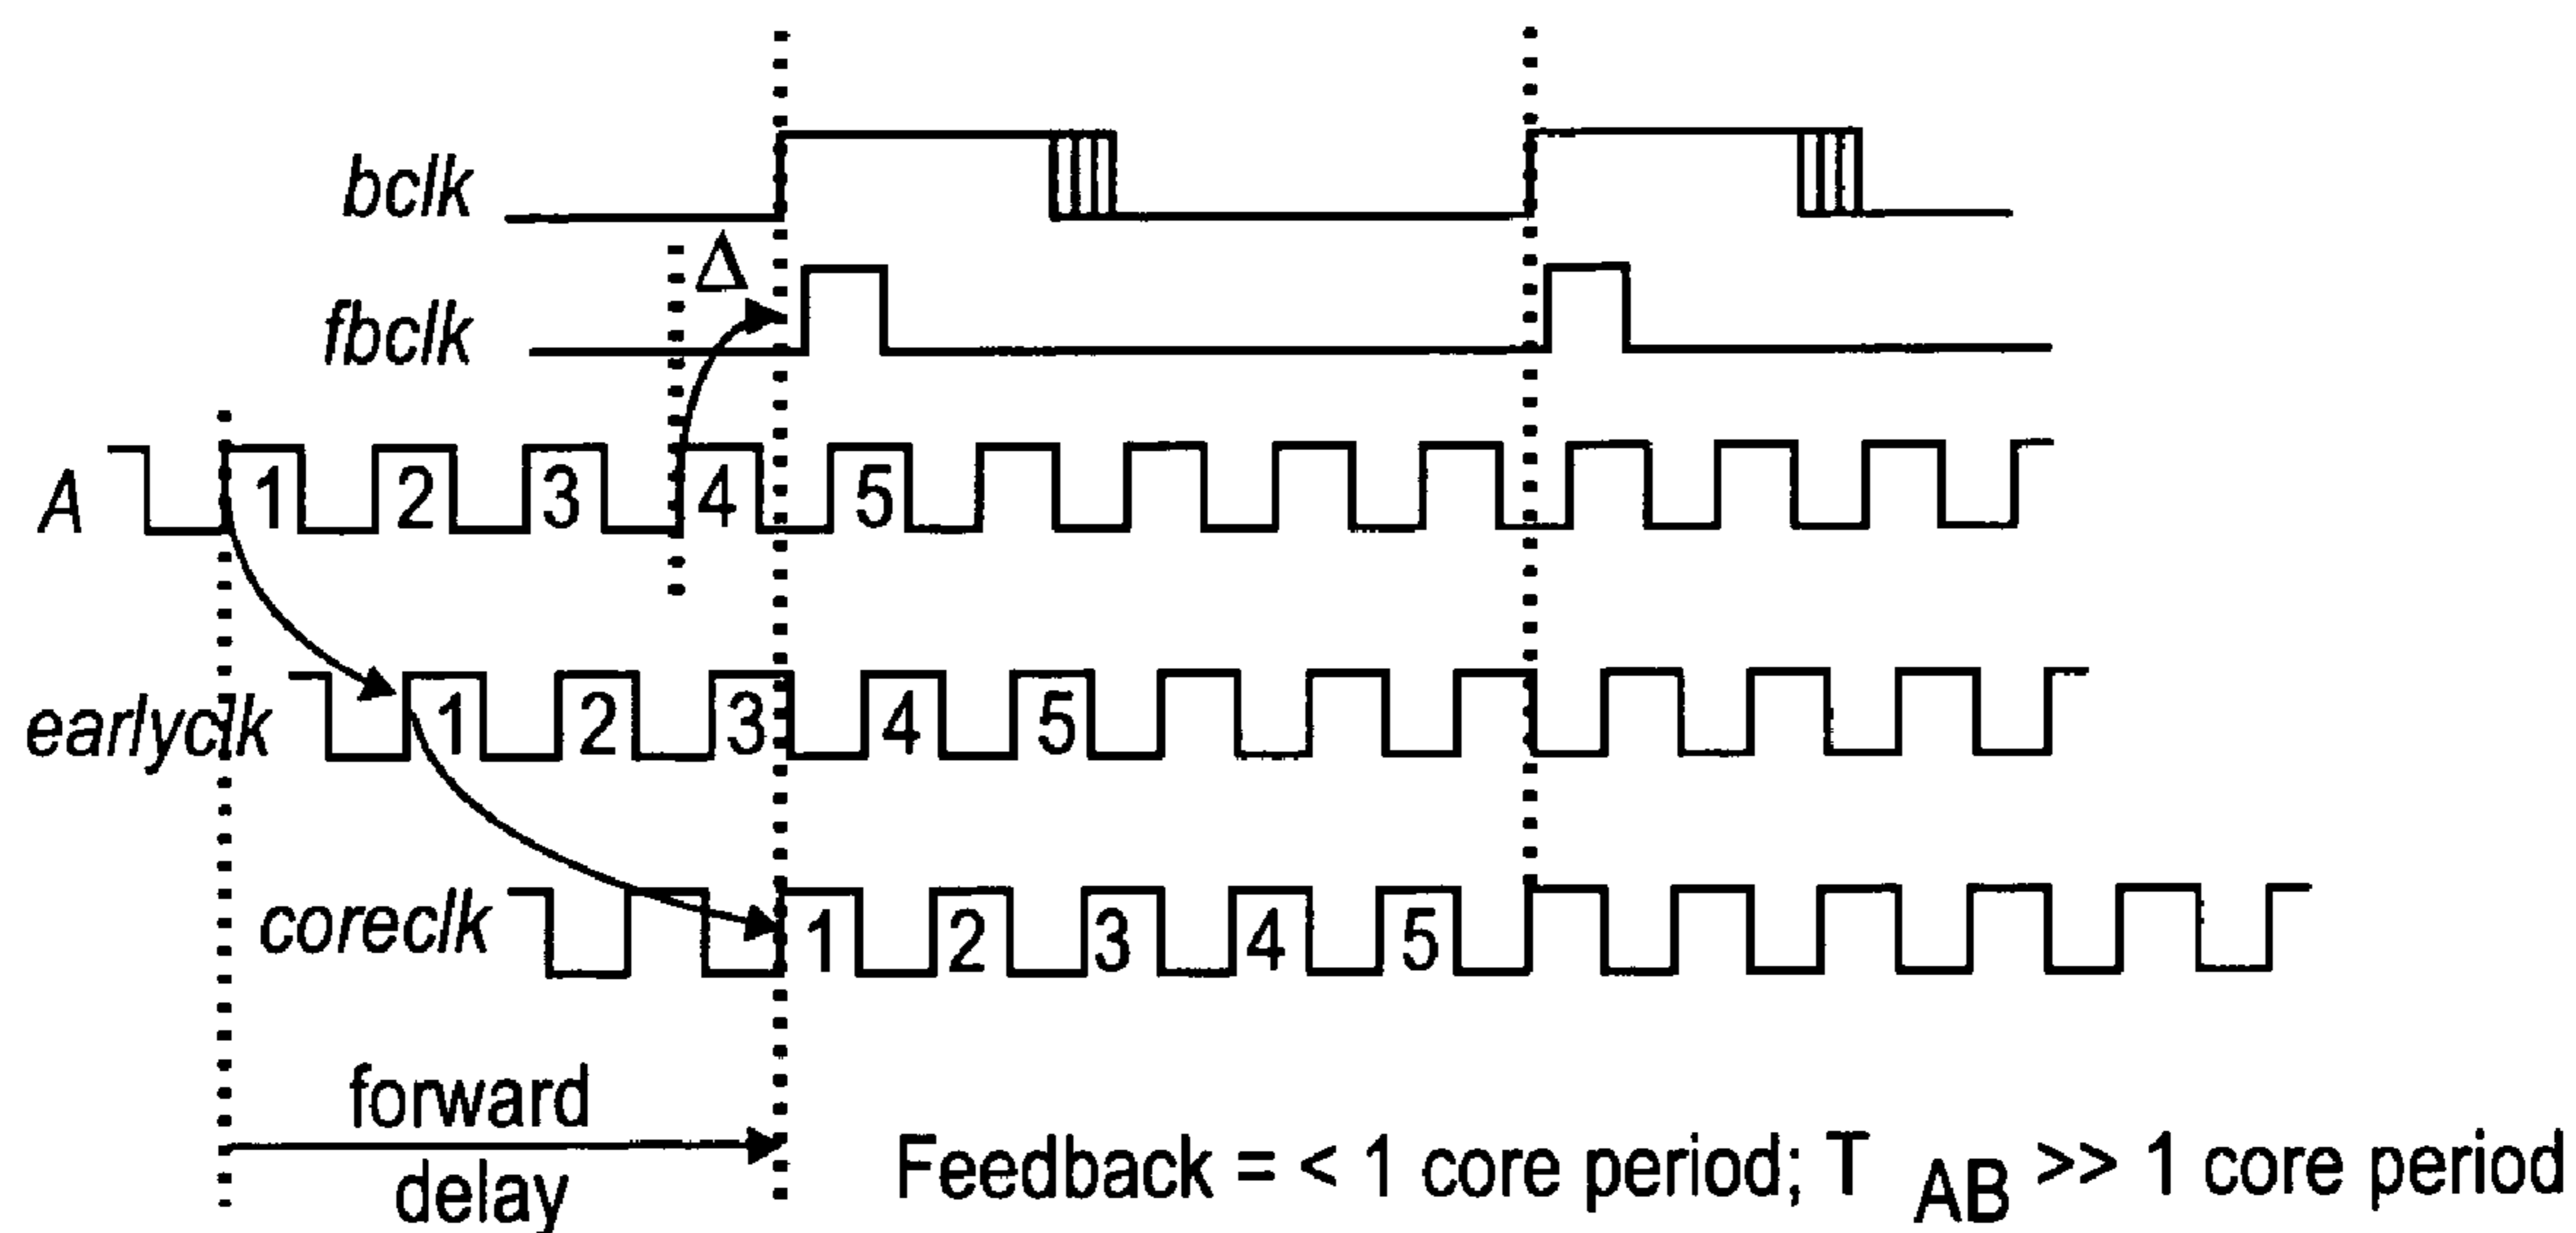 bclk
Δ
fbclk
A 1 2 3 4 5
earlyclk 1 2 3 4 5
coreclk 1 2 3 4 5
forward
delay
Feedback = < 1 core period; T AB >> 1 core period